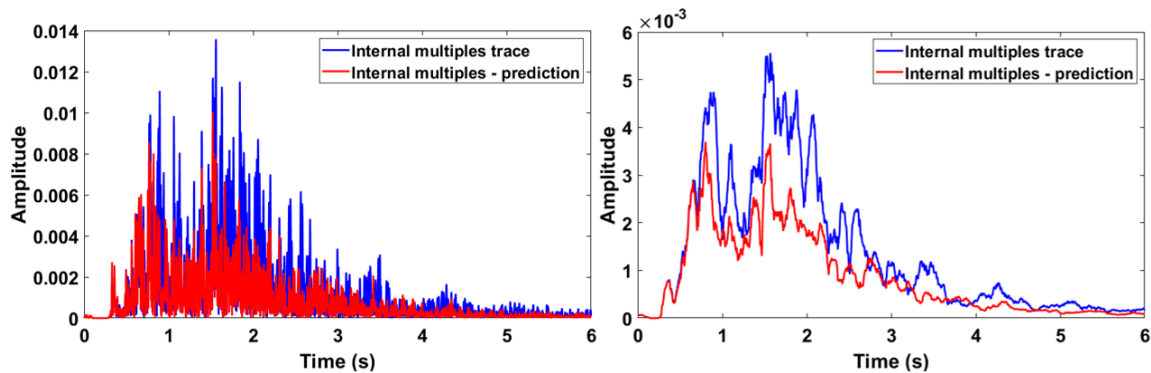 0.014
0.012
0.01
0.008
0.006
0.004
0.002
0
Amplitude
Internal multiples trace
Internal multiples - prediction
0 1 2 3 4 5 6
Time (s)
×10⁻³
6
5
4
3
2
1
0
Amplitude
Internal multiples trace
Internal multiples - prediction
0 1 2 3 4 5 6
Time (s)